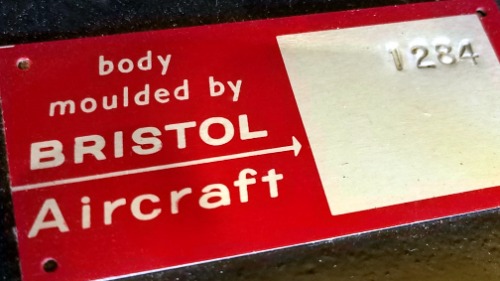 body
moulded by
BRISTOL
Aircraft
1284